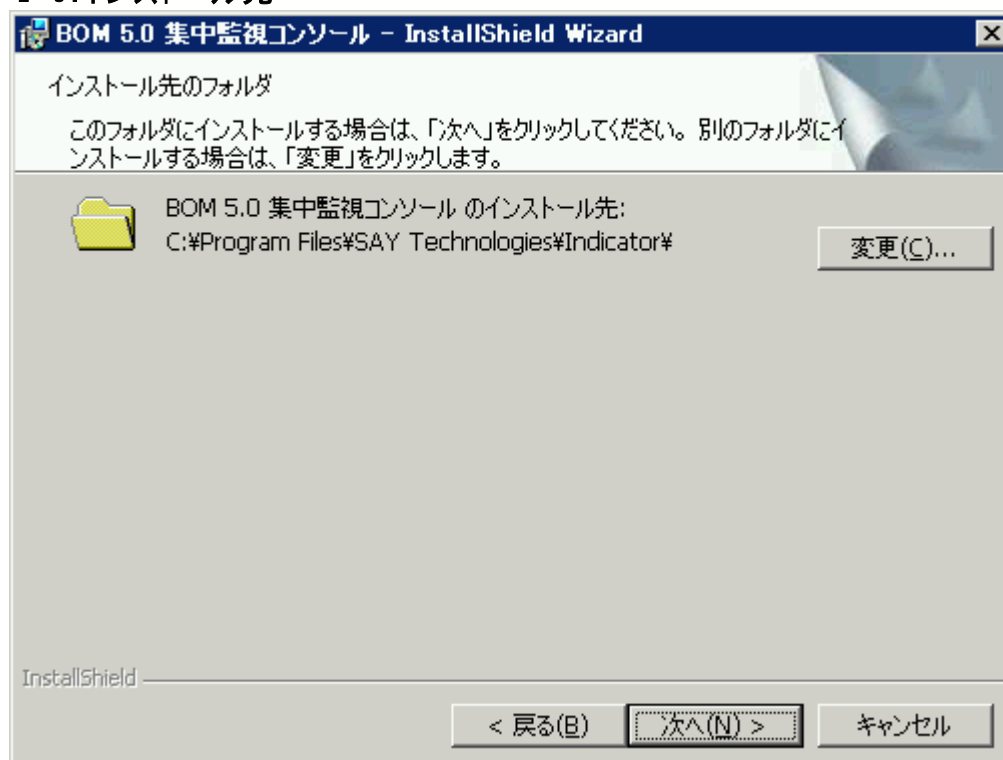 BOM 5.0 集中監視コンソール - InstallShield Wizard
インストール先のフォルダ
このフォルダにインストールする場合は、「次へ」をクリックしてください。別のフォルダにイ
ンストールする場合は、「変更」をクリックします。
BOM 5.0 集中監視コンソール のインストール先:
C:¥Program Files¥SAY Technologies¥Indicator¥
変更(C)...
InstallShield
< 戻る(B)
次へ(N) >
キャンセル